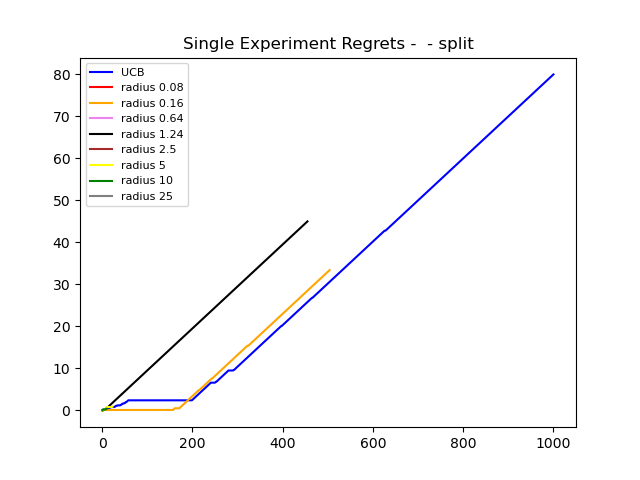 Single Experiment Regrets -  - split
UCB
radius 0.08
radius 0.16
radius 0.64
radius 1.24
radius 2.5
radius 5
radius 10
radius 25
80
70
60
50
40
30
20
10
0
0 200 400 600 800 1000